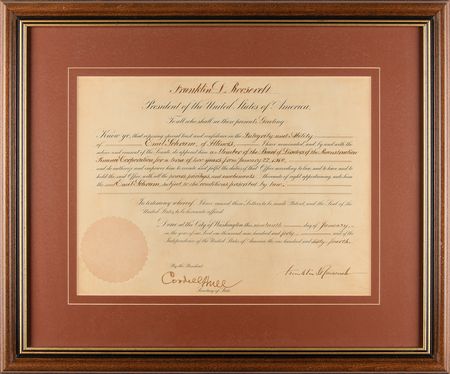 Franklin D. Roosevelt
President of the United States of America,
To all who shall see these presents, Greeting:
Know ye, that reposing special trust and confidence in the Integrity and Ability
of Emil Schram, of Illinois, I have nominated, and, by and with the
advice and consent of the Senate, do appoint him a Member of the Board of Directors of the Reconstruction
Finance Corporation for a term of two years from January 22, 1940,
and do authorize and empower him to execute and fulfil the duties of that Office according to law, and to have and to
hold the said Office, with all the powers, privileges, and emoluments thereunto of right appertaining, unto him
the said Emil Schram, subject to the conditions prescribed by law.
In testimony whereof, I have caused these Letters to be made Patent, and the Seal of the
United States to be hereunto affixed.
Done at the City of Washington this nineteenth day of January,
in the year of our Lord one thousand nine hundred and forty, and of the
Independence of the United States of America the one hundred and sixty-fourth.
By the President:
Franklin D Roosevelt
Cordell Hull
Secretary of State.